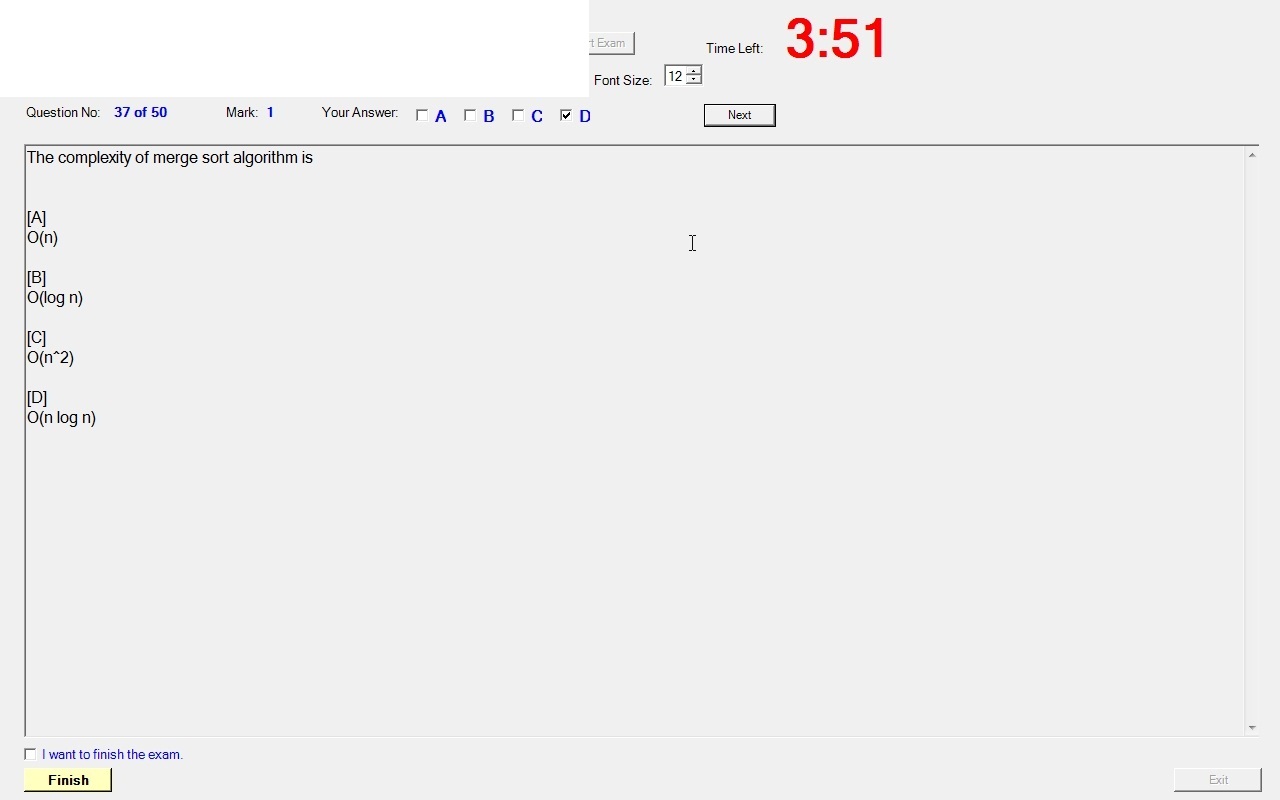 t Exam
Time Left: 3:51
Font Size: 12
Question No: 37 of 50 Mark: 1 Your Answer: A B C D Next
The complexity of merge sort algorithm is
[A]
O(n)
[B]
O(log n)
[C]
O(n^2)
[D]
O(n log n)
I want to finish the exam.
Finish Exit